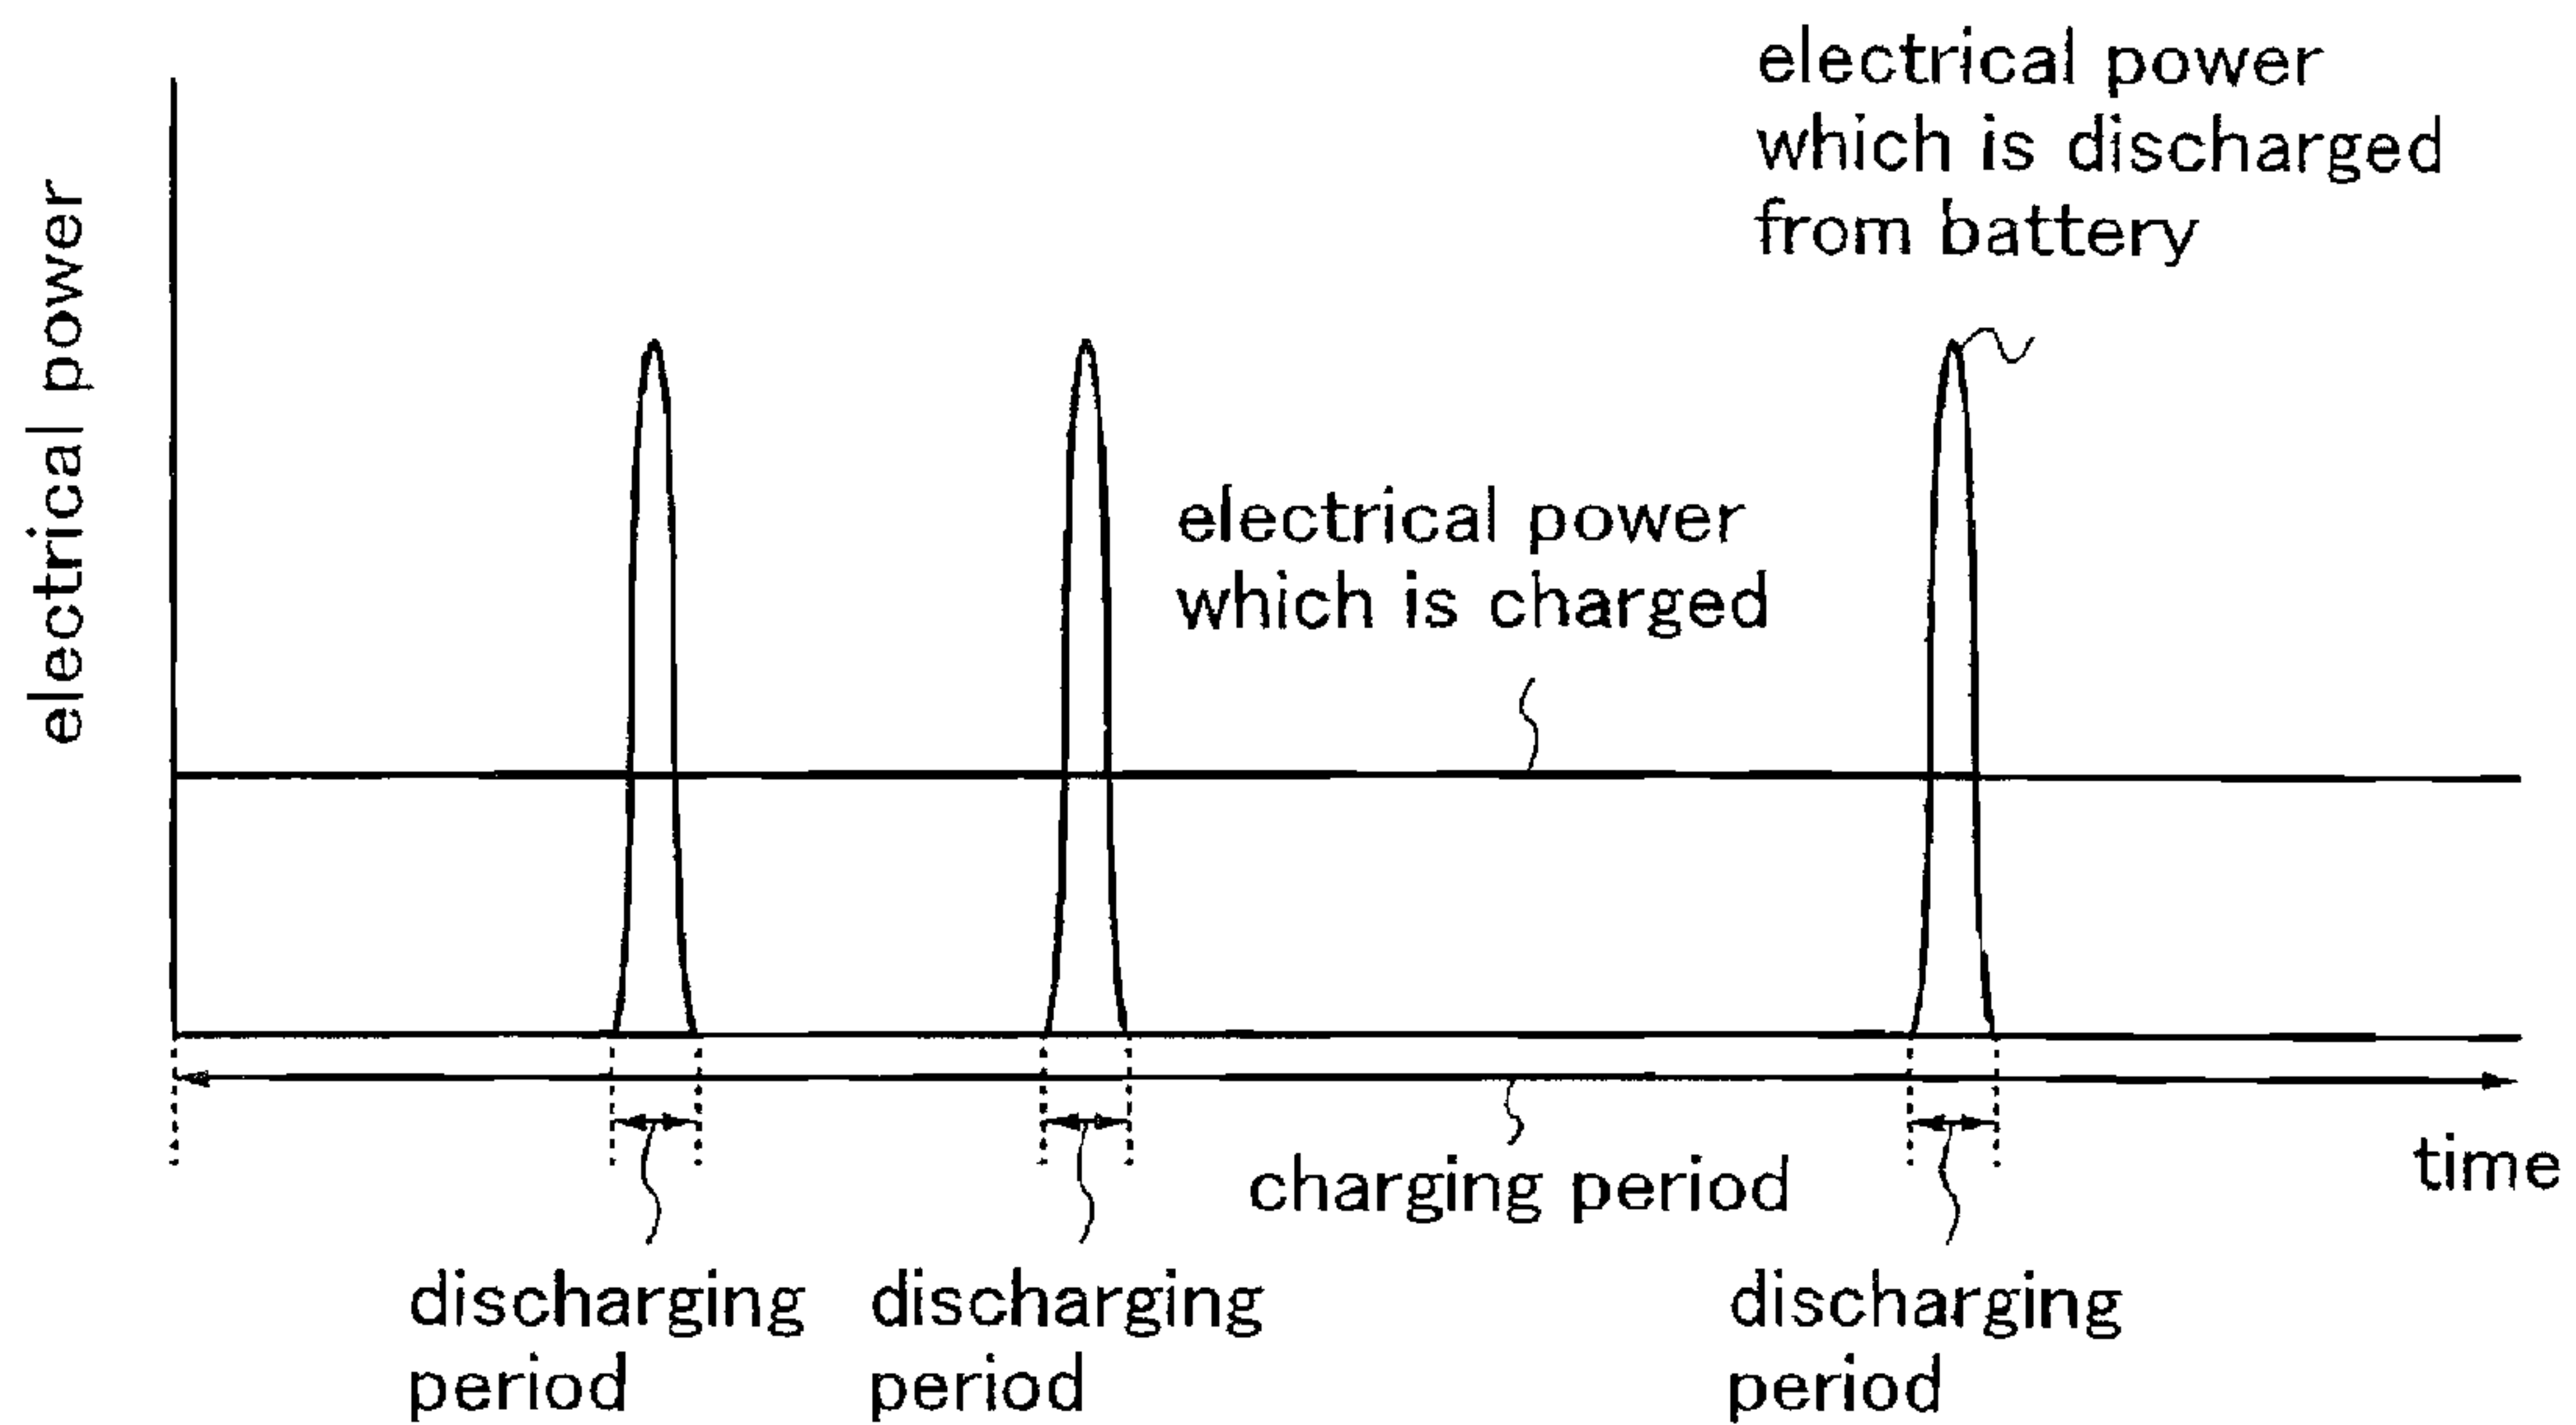 electrical power
which is discharged
from battery
electrical power
electrical power
which is charged
time
charging period
discharging
period
discharging
period
discharging
period